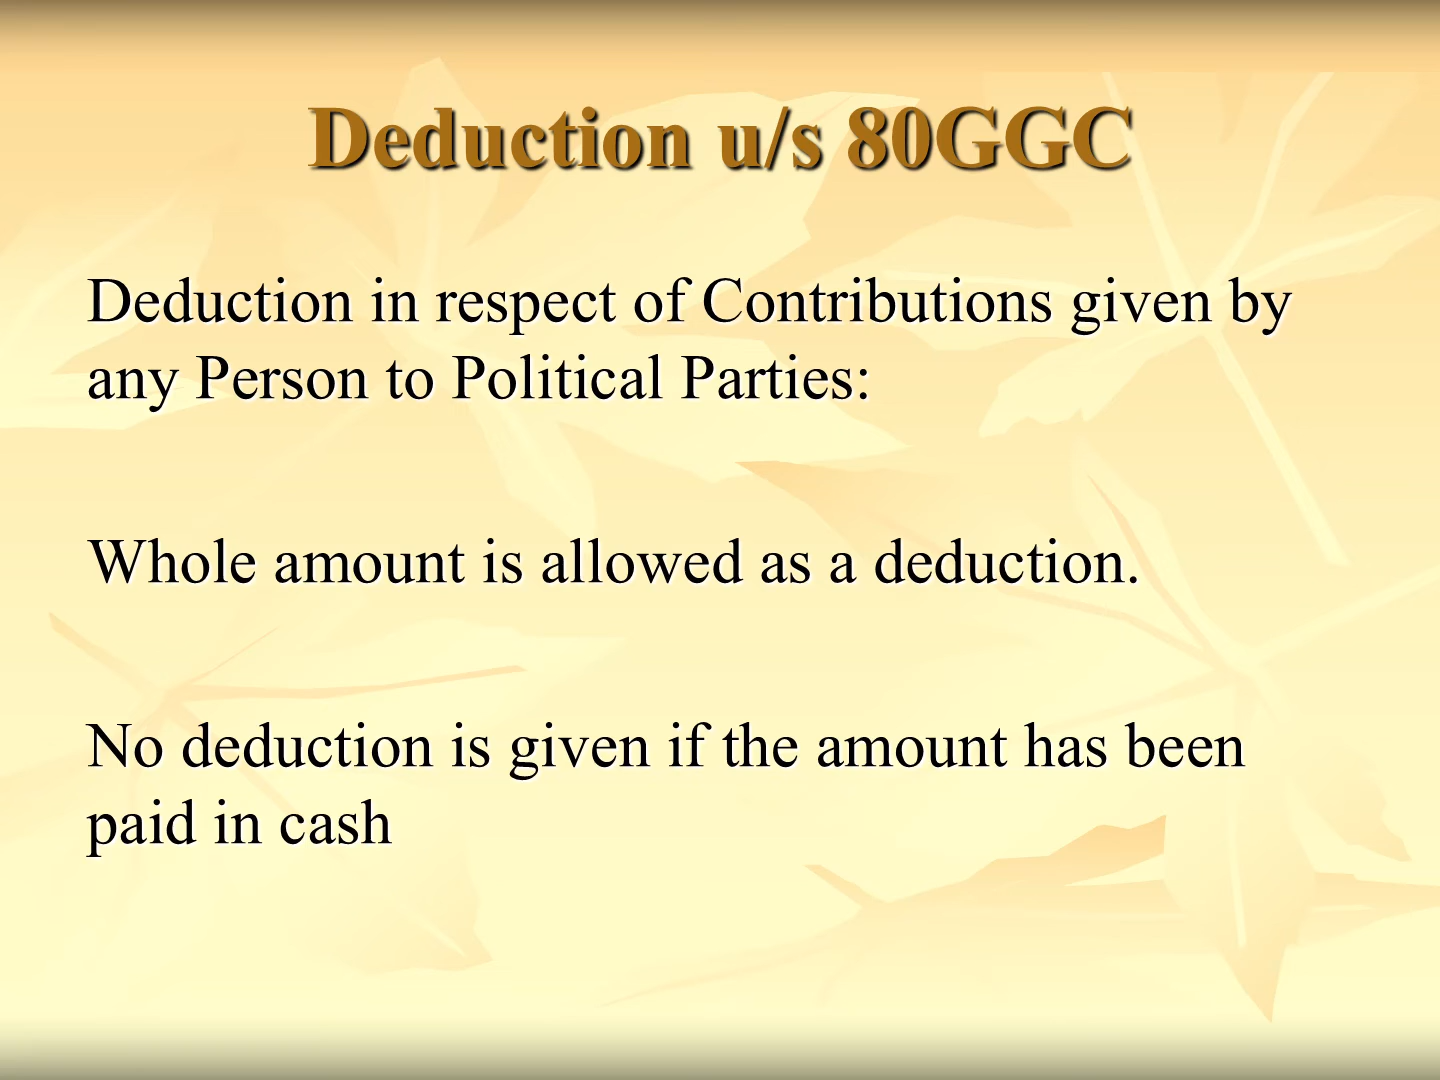 Deduction u/s 80GGC
Deduction in respect of Contributions given by
any Person to Political Parties:
Whole amount is allowed as a deduction.
No deduction is given if the amount has been
paid in cash